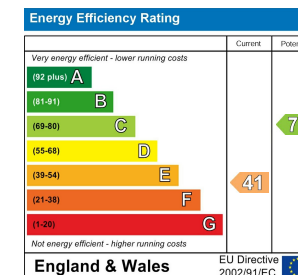 Energy Efficiency Rating
Current
Very energy efficient - lower running costs
(92 plus) A
(81-91) B
(69-80) C
(55-68) D
(39-54) E
41
(21-38) F
(1-20) G
Not energy efficient - higher running costs
England & Wales
EU Directive
2002/91/EC